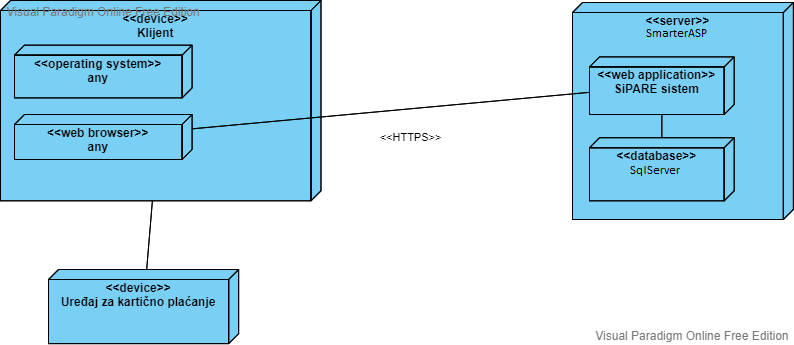 Visual Paradigm Online Free Edition
<<device>>
Klijent
<<operating system>>
any
<<web browser>>
any
<<HTTPS>>
<<server>>
SmarterASP
<<web application>>
SiPARE sistem
<<database>>
SqlServer
<<device>>
Uređaj za kartično plaćanje
Visual Paradigm Online Free Edition